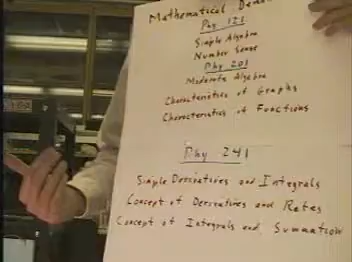 Mathematical
Phy 121
Simple Algebra
Number Sense
Phy 201
Moderate Algebra
Characteristics of Graphs
Characteristics of Functions
Phy 241
Simple Derivatives and Integrals
Concept of Derivatives and Rates
Concept of Integrals and Summation